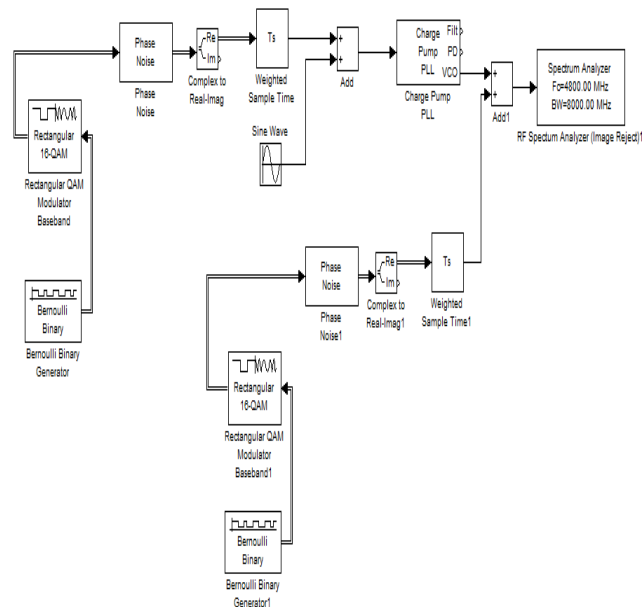 Phase
Noise
Phase
Noise
Re
Im
Complex to
Real-Imag
Ts
Weighted
Sample Time
+
+
Add
Charge
Pump
PLL
Filt
PD
VCO
Charge Pump
PLL
+
+
Add1
Spectrum Analyzer
Fc=4800.00 MHz
BW=8000.00 MHz
RF Spectum Analyzer (Image Reject)1
Rectangular
16-QAM
Rectangular QAM
Modulator
Baseband
Sine Wave
Bernoulli
Binary
Bernoulli Binary
Generator
Phase
Noise
Phase
Noise1
Re
Im
Complex to
Real-Imag1
Ts
Weighted
Sample Time1
Rectangular
16-QAM
Rectangular QAM
Modulator
Baseband1
Bernoulli
Binary
Bernoulli Binary
Generator1